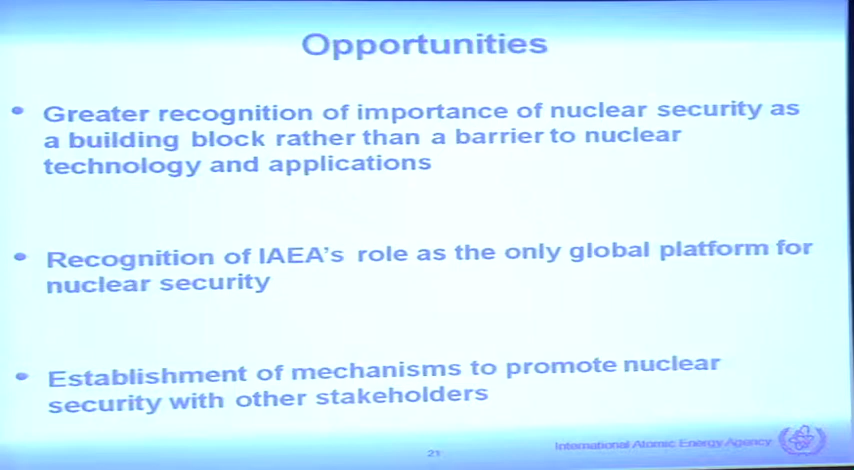 Opportunities
• Greater recognition of importance of nuclear security as
a building block rather than a barrier to nuclear
technology and applications
• Recognition of IAEA's role as the only global platform for
nuclear security
• Establishment of mechanisms to promote nuclear
security with other stakeholders
21
International Atomic Energy Agency